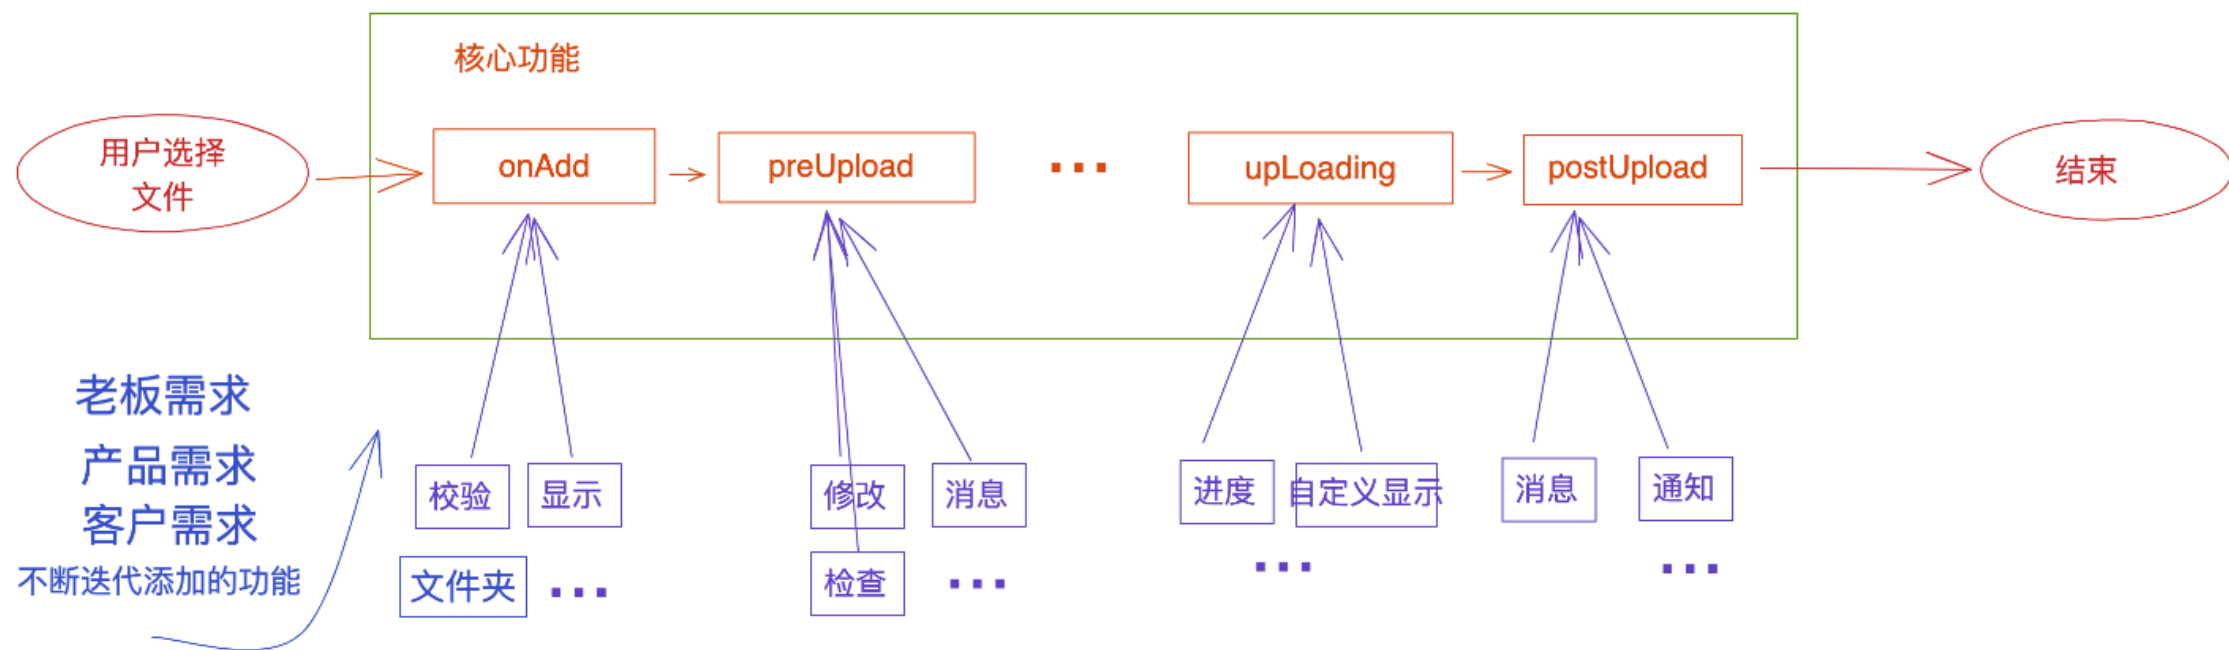 核心功能
用户选择
文件
onAdd
preUpload
...
upLoading
postUpload
结束
老板需求
产品需求
客户需求
不断迭代添加的功能
校验
显示
文件夹
...
修改
消息
检查
...
进度
自定义显示
...
消息
通知
...